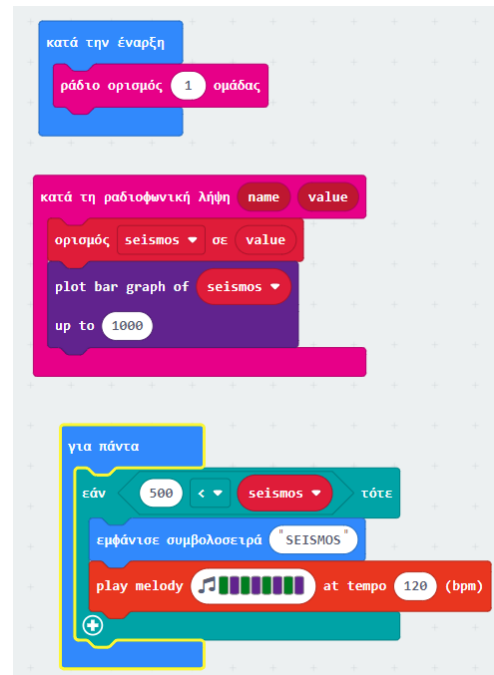 κατά την έναρξη
ράδιο ορισμός 1 ομάδας
κατά τη ραδιοφωνική λήψη name value
ορισμός seismos σε value
plot bar graph of seismos
up to 1000
για πάντα
εάν 500 < seismos τότε
εμφάνισε συμβολοσειρά "SEISMOS"
play melody at tempo 120 (bpm)